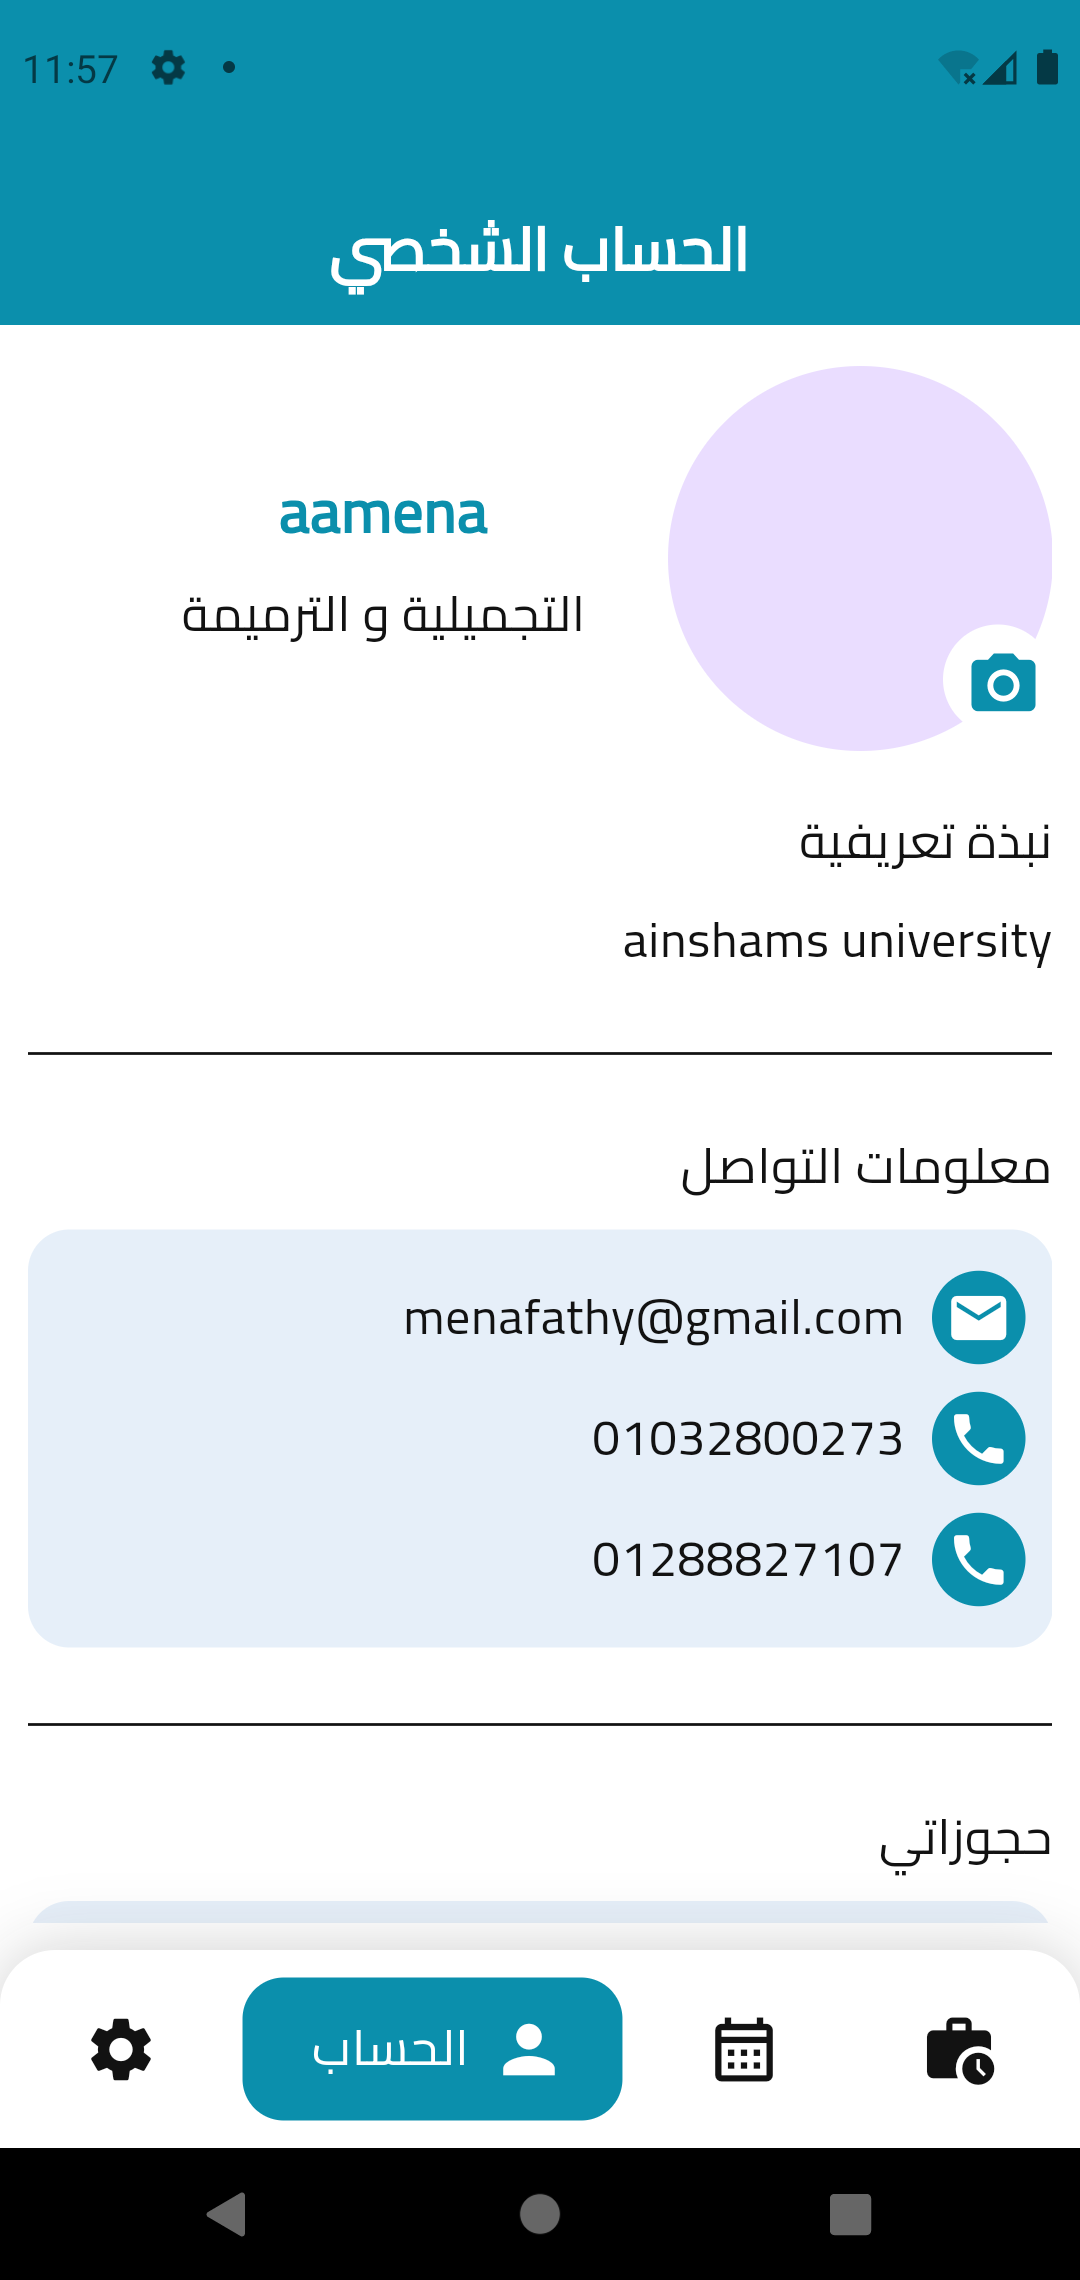 11:57
الحساب الشخصي
aamena
التجميلية و الترميمة
نبذة تعريفية
ainshams university
معلومات التواصل
menafathy@gmail.com
01032800273
01288827107
حجوزاتي
الحساب